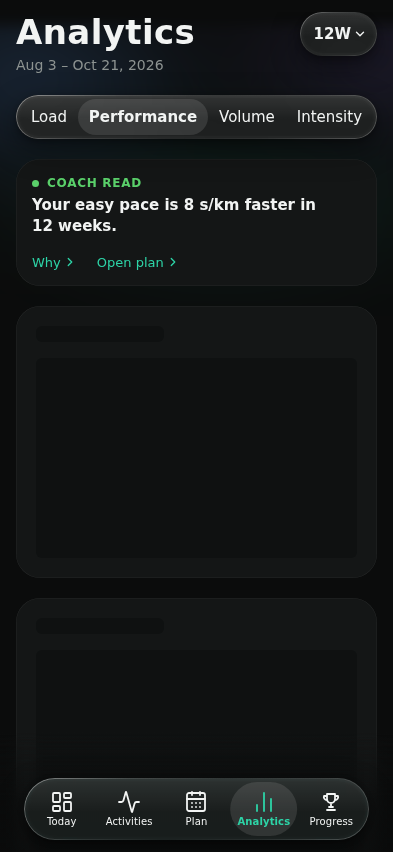 Analytics
12W
Aug 3 – Oct 21, 2026
Load Performance Volume Intensity
COACH READ
Your easy pace is 8 s/km faster in
12 weeks.
Why Open plan
Today Activities Plan Analytics Progress